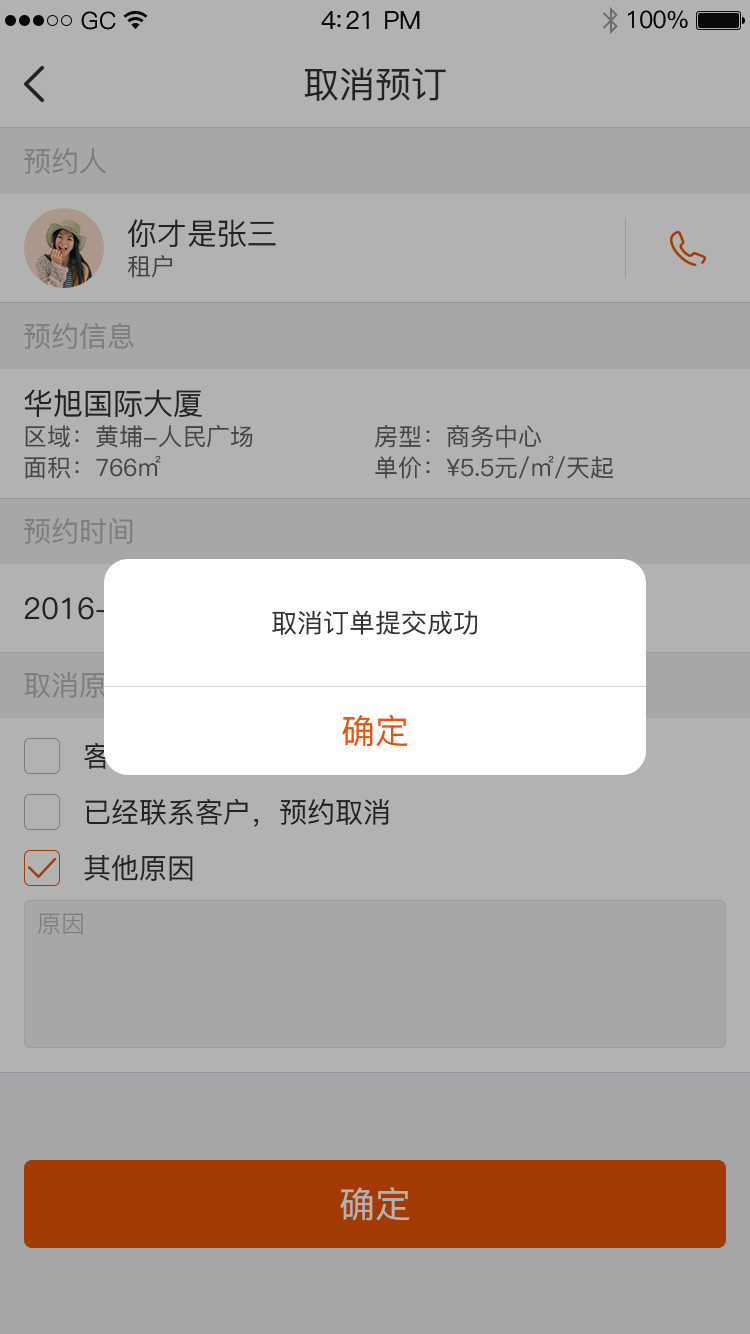 GC 4:21 PM 100%
取消预订
预约人
你才是张三
租户
预约信息
华旭国际大厦
区域：黄埔-人民广场 房型：商务中心
面积：766㎡ 单价：¥5.5元/㎡/天起
预约时间
2016-
取消订单提交成功
取消原
确定
客
已经联系客户，预约取消
其他原因
原因
确定